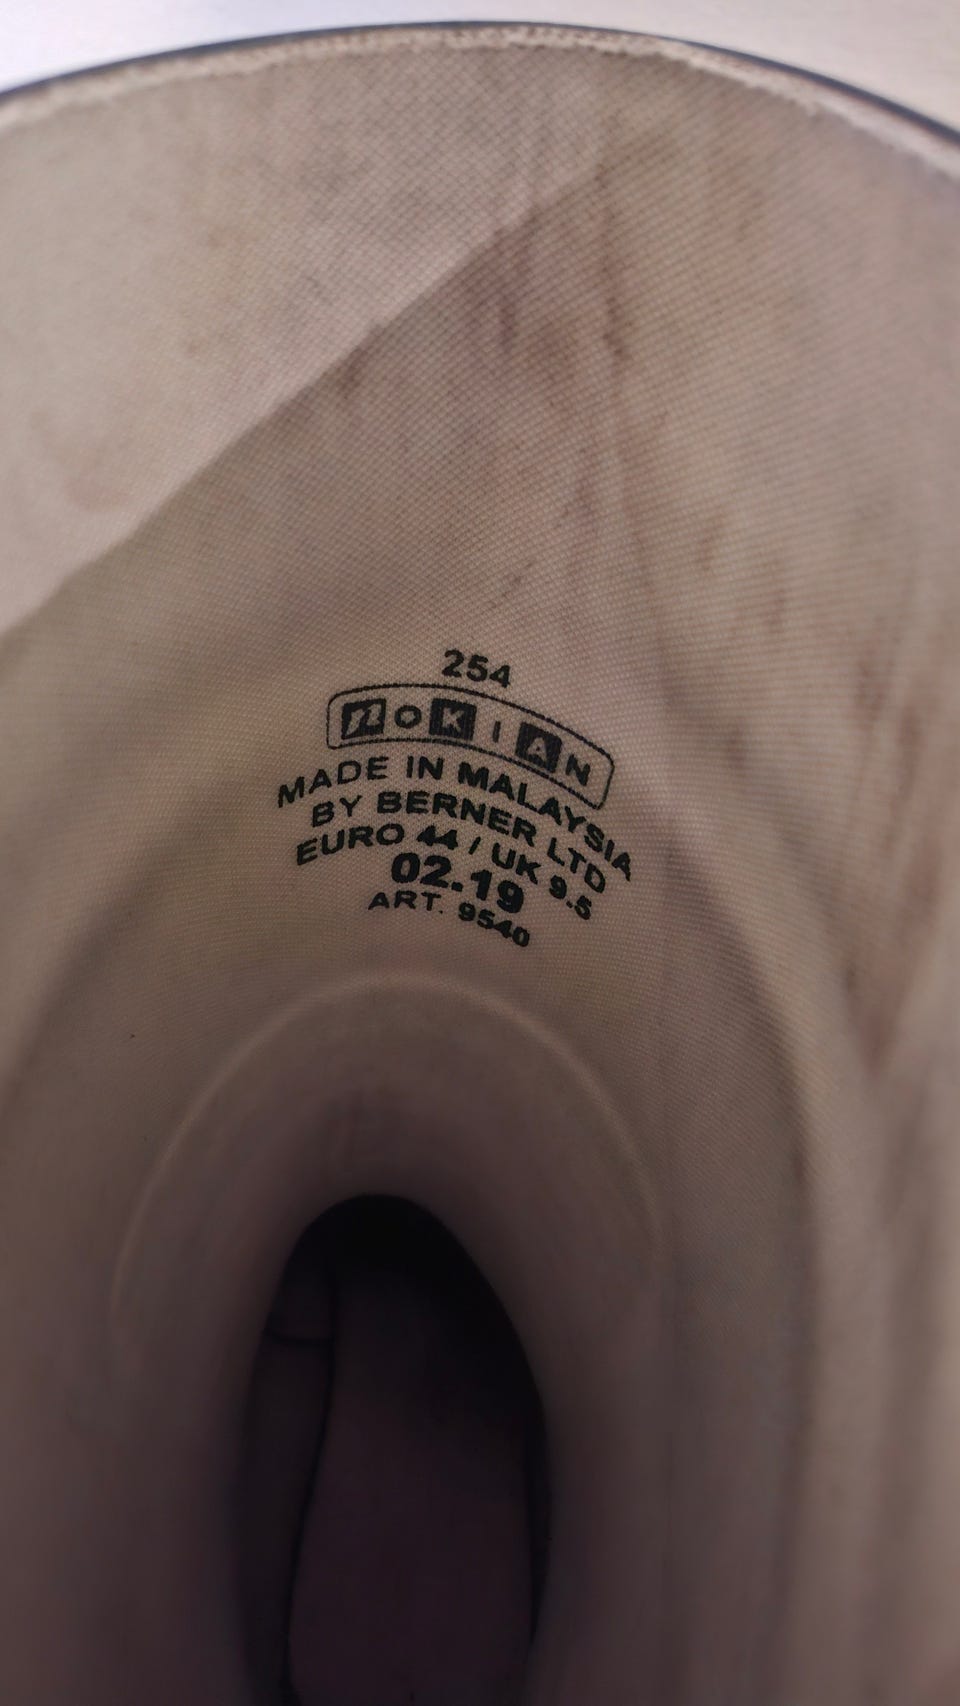 254
nOKIAN
MADE IN MALAYSIA
BY BERNER LTD
EURO 44 / UK 9.5
02.19
ART. 9540